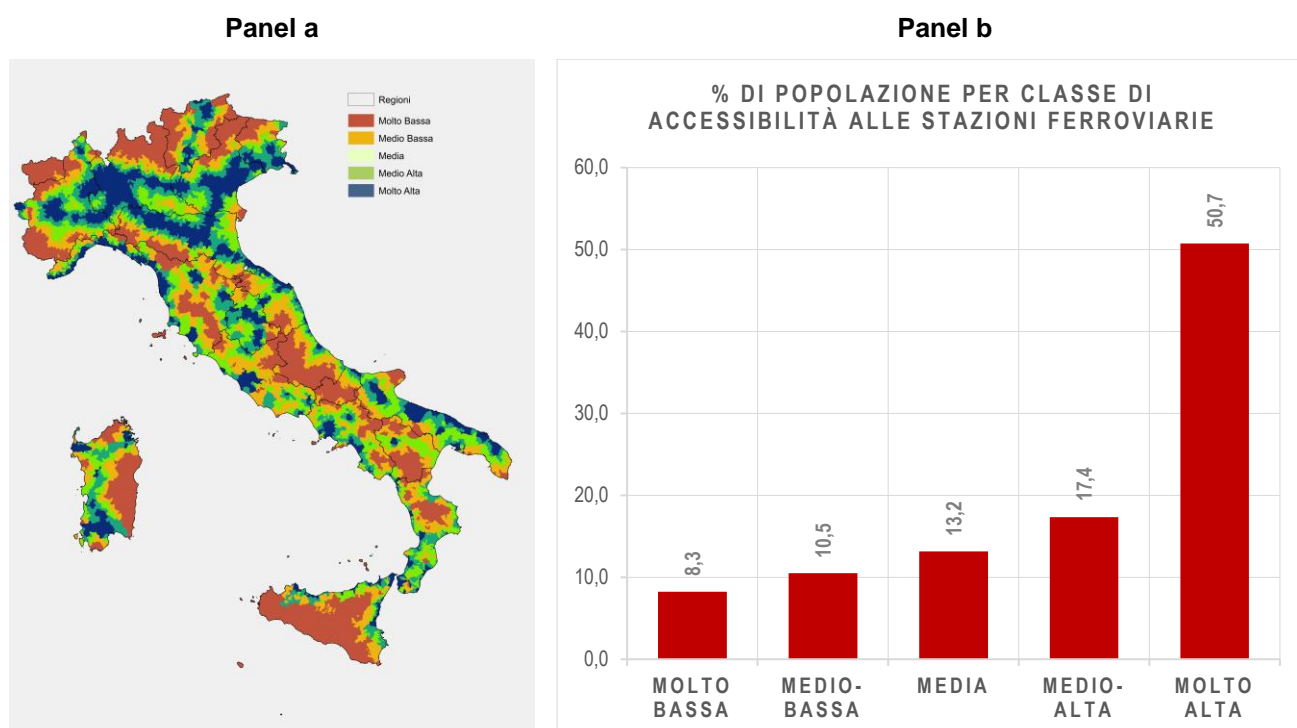 Panel a
Panel b
Regioni
Molto Bassa
Medio Bassa
Media
Medio Alta
Molto Alta
% DI POPOLAZIONE PER CLASSE DI
ACCESSIBILITÀ ALLE STAZIONI FERROVIARIE
60,0
50,0
40,0
30,0
20,0
10,0
0,0
8,3
10,5
13,2
17,4
50,7
MOLTO
BASSA
MEDIO-
BASSA
MEDIA
MEDIO-
ALTA
MOLTO
ALTA